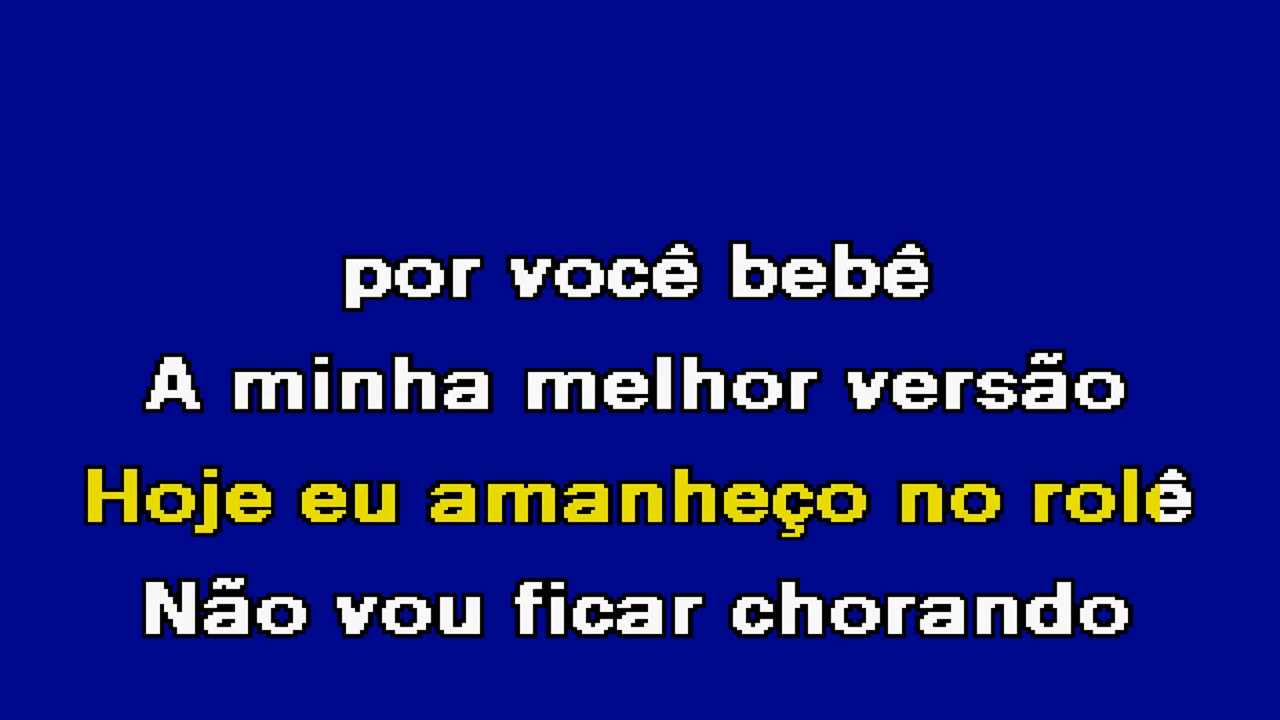 por você bebê
A minha melhor versão
Hoje eu amanheço no rolê
Não vou ficar chorando